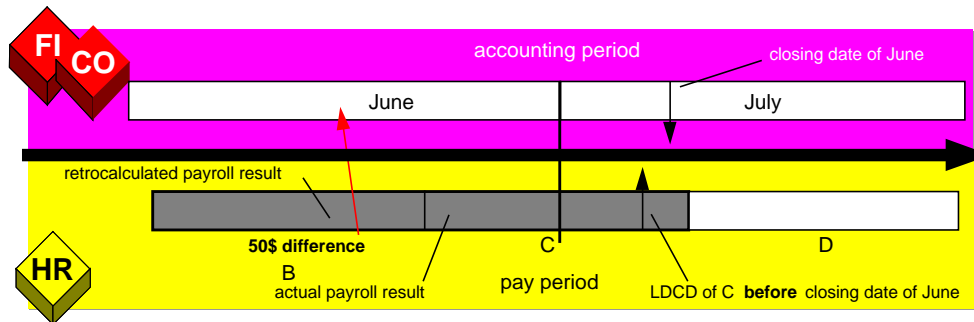 FI
CO
accounting period
closing date of June
June
July
retrocalculated payroll result
50$ difference
C
D
B
HR
actual payroll result
pay period
LDCD of C before closing date of June